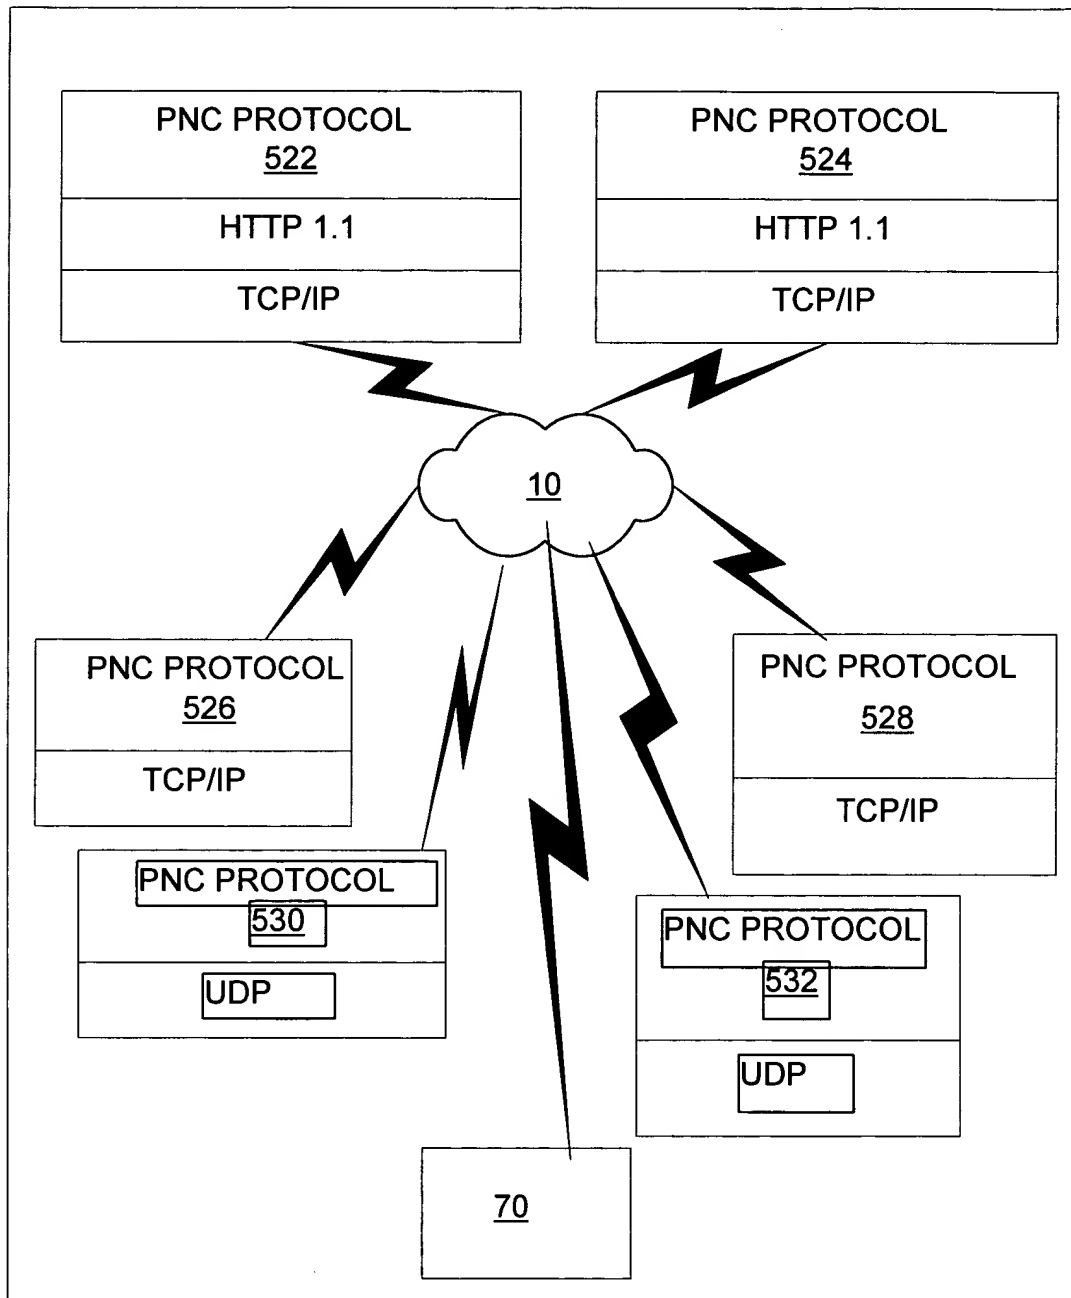 PNC PROTOCOL
522
HTTP 1.1
TCP/IP
PNC PROTOCOL
524
HTTP 1.1
TCP/IP
10
PNC PROTOCOL
526
TCP/IP
PNC PROTOCOL
528
TCP/IP
PNC PROTOCOL
530
UDP
PNC PROTOCOL
532
UDP
70